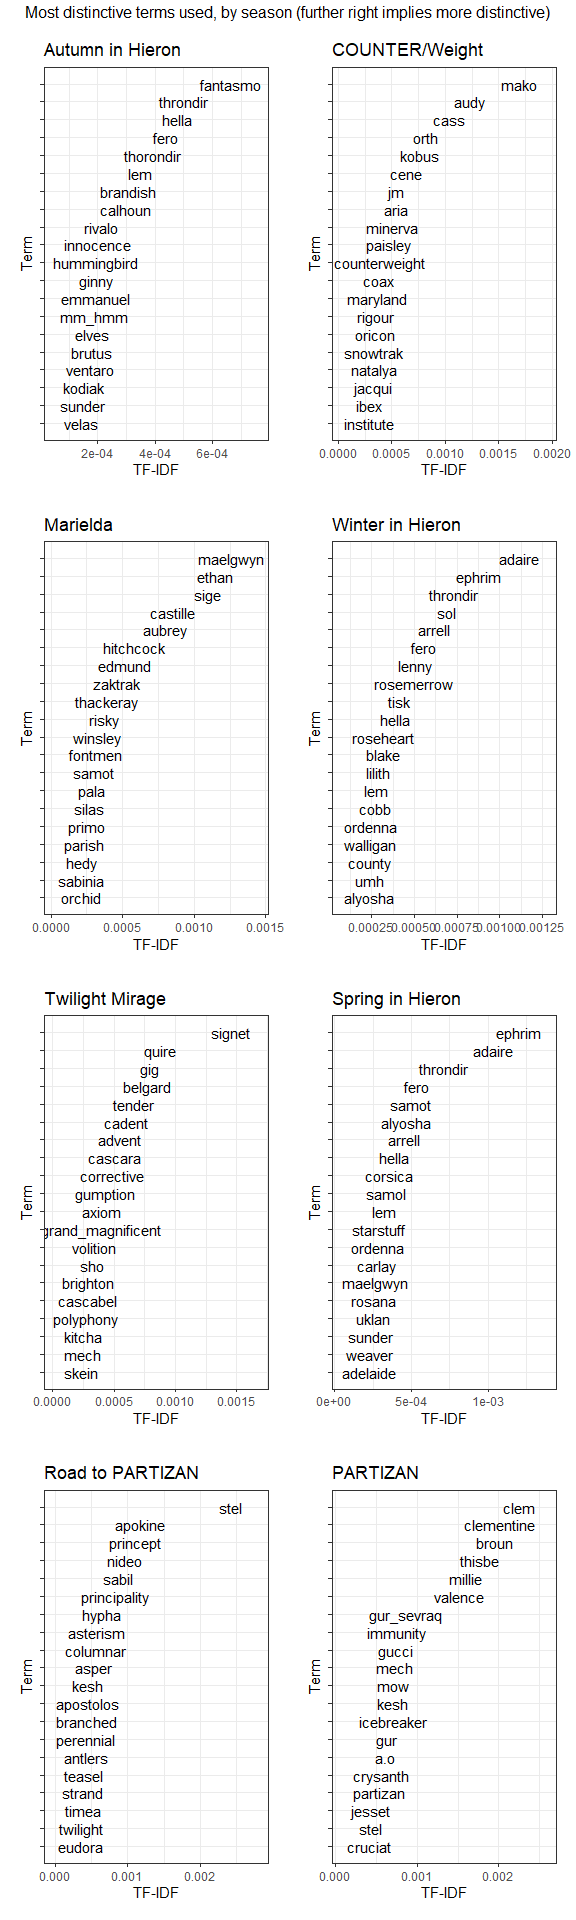 Most distinctive terms used, by season (further right implies more distinctive)
Autumn in Hieron
fantasmo
throndir
hella
fero
thorondir
lem
brandish
calhoun
rivalo
innocence
hummingbird
ginny
emmanuel
mm_hmm
elves
brutus
ventaro
kodiak
sunder
velas
Term
2e-04 4e-04 6e-04
TF-IDF
COUNTER/Weight
mako
audy
cass
orth
kobus
cene
jm
aria
minerva
paisley
counterweight
coax
maryland
rigour
oricon
snowtrak
natalya
jacqui
ibex
institute
Term
0.0000 0.0005 0.0010 0.0015 0.0020
TF-IDF
Marielda
maelgwyn
ethan
sige
castille
aubrey
hitchcock
edmund
zaktrak
thackeray
risky
winsley
fontmen
samot
pala
silas
primo
parish
hedy
sabinia
orchid
Term
0.0000 0.0005 0.0010 0.0015
TF-IDF
Winter in Hieron
adaire
ephrim
throndir
sol
arrell
fero
lenny
rosemerrow
tisk
hella
roseheart
blake
lilith
lem
cobb
ordenna
walligan
county
umh
alyosha
Term
0.00025 0.00050 0.00075 0.00100 0.00125
TF-IDF
Twilight Mirage
signet
quire
gig
belgard
tender
cadent
advent
cascara
corrective
gumption
axiom
grand_magnificent
volition
sho
brighton
cascabel
polyphony
kitcha
mech
skein
Term
0.0000 0.0005 0.0010 0.0015
TF-IDF
Spring in Hieron
ephrim
adaire
throndir
fero
samot
alyosha
arrell
hella
corsica
samol
lem
starstuff
ordenna
carlay
maelgwyn
rosana
uklan
sunder
weaver
adelaide
Term
0e+00 5e-04 1e-03
TF-IDF
Road to PARTIZAN
stel
apokine
princept
nideo
sabil
principality
hypha
asterism
columnar
asper
kesh
apostolos
branched
perennial
antlers
teasel
strand
timea
twilight
eudora
Term
0.000 0.001 0.002
TF-IDF
PARTIZAN
clem
clementine
broun
thisbe
millie
valence
gur_sevraq
immunity
gucci
mech
mow
kesh
icebreaker
gur
a.o
crysanth
partizan
jesset
stel
cruciat
Term
0.000 0.001 0.002
TF-IDF